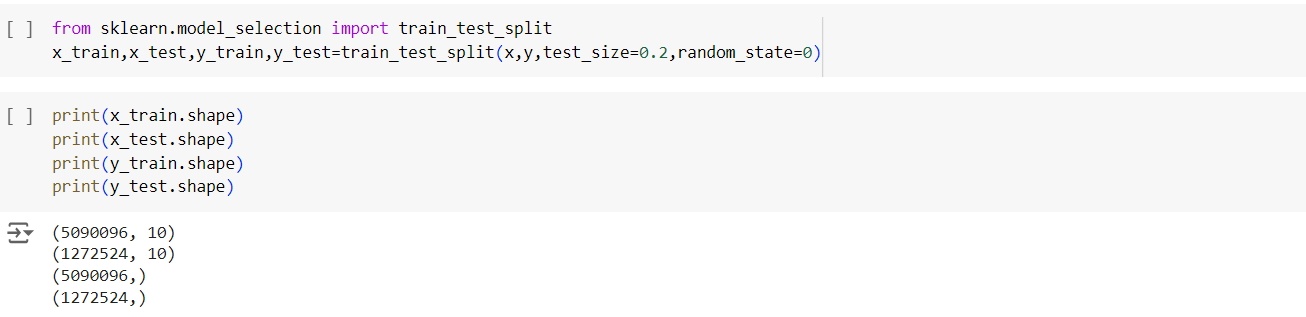 [ ] from sklearn.model_selection import train_test_split
x_train,x_test,y_train,y_test=train_test_split(x,y,test_size=0.2,random_state=0)
[ ] print(x_train.shape)
print(x_test.shape)
print(y_train.shape)
print(y_test.shape)
(5090096, 10)
(1272524, 10)
(5090096,)
(1272524,)